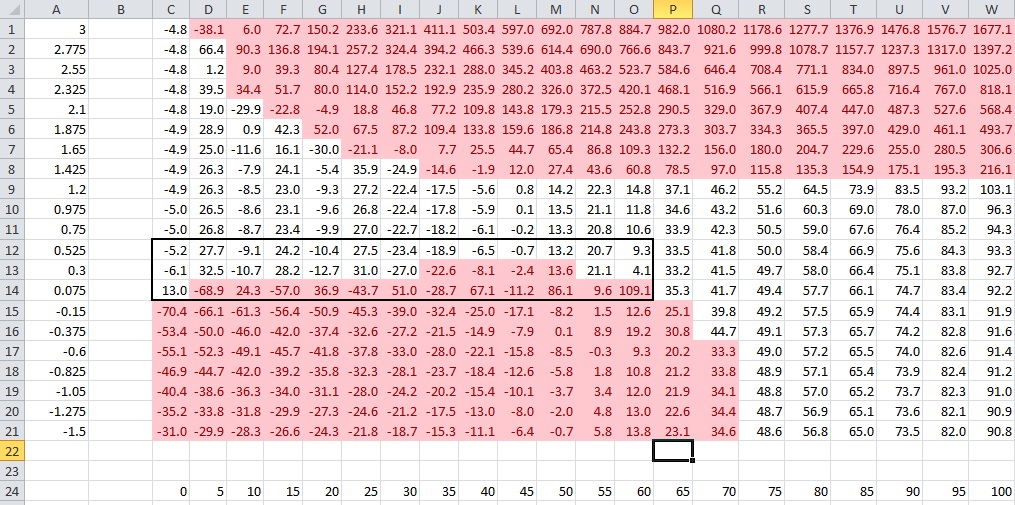 A B C D E F G H I J K L M N O P Q R S T U V W
1 3 -4.8 -38.1 6.0 72.7 150.2 233.6 321.1 411.1 503.4 597.0 692.0 787.8 884.7 982.0 1080.2 1178.6 1277.7 1376.9 1476.8 1576.7 1677.1
2 2.775 -4.8 66.4 90.3 136.8 194.1 257.2 324.4 394.2 466.3 539.6 614.4 690.0 766.6 843.7 921.6 999.8 1078.5 1157.7 1237.3 1317.0 1397.2
3 2.55 -4.8 1.2 9.0 39.3 80.4 127.4 178.5 232.1 288.0 345.2 403.8 463.2 523.7 584.6 646.4 708.4 771.1 834.0 897.5 961.0 1025.0
4 2.325 -4.8 39.5 34.4 51.7 80.0 114.0 152.2 192.9 235.9 280.2 326.0 372.5 420.1 468.1 516.9 566.1 615.9 665.8 716.4 767.0 818.1
5 2.1 -4.8 19.0 -29.9 -22.8 -4.9 18.8 46.8 77.2 109.8 143.8 179.3 215.5 252.8 290.5 329.0 367.9 407.4 447.0 487.3 527.6 568.4
6 1.875 -4.9 28.9 0.9 42.3 52.0 67.5 87.2 109.4 133.8 159.6 186.8 214.8 243.8 273.3 303.7 334.3 365.5 397.0 429.0 461.1 493.7
7 1.65 -4.9 25.0 -11.6 16.1 -30.0 -21.1 -8.0 7.7 25.5 44.7 65.4 86.8 109.3 132.2 156.0 180.0 204.7 229.6 255.0 280.5 306.6
8 1.425 -4.9 26.3 -7.9 24.1 -5.4 35.9 -24.9 -14.6 -1.9 12.0 27.4 43.6 60.8 78.5 97.0 115.8 135.3 154.9 175.1 195.3 216.1
9 1.2 -4.9 26.3 -8.5 23.0 -9.3 27.2 -22.4 -17.5 -5.6 0.8 14.2 22.3 14.8 37.1 46.2 55.2 64.5 73.9 83.5 93.2 103.1
10 0.975 -5.0 26.5 -8.6 23.1 -9.6 26.8 -22.4 -17.8 -5.9 0.1 13.5 21.1 11.8 34.6 43.2 51.6 60.3 69.0 78.0 87.0 96.3
11 0.75 -5.0 26.8 -8.7 23.4 -9.9 27.0 -22.7 -18.2 -6.1 -0.2 13.3 20.8 10.6 33.9 42.3 50.5 59.0 67.6 76.4 85.2 94.3
12 0.525 -5.2 27.7 -9.1 24.2 -10.4 27.5 -23.4 -18.9 -6.5 -0.7 13.2 20.7 9.3 33.5 41.8 50.0 58.4 66.9 75.6 84.3 93.3
13 0.3 -6.1 32.5 -10.7 28.2 -12.7 31.0 -27.0 -22.6 -8.1 -2.4 13.6 21.1 4.1 33.2 41.5 49.7 58.0 66.4 75.1 83.8 92.7
14 0.075 13.0 -68.9 24.3 -57.0 36.9 -43.7 51.0 -28.7 67.1 -11.2 86.1 9.6 109.1 35.3 41.7 49.4 57.7 66.1 74.7 83.4 92.2
15 -0.15 -70.4 -66.1 -61.3 -56.4 -50.9 -45.3 -39.0 -32.4 -25.0 -17.1 -8.2 1.5 12.6 25.1 39.8 49.2 57.5 65.9 74.4 83.1 91.9
16 -0.375 -53.4 -50.0 -46.0 -42.0 -37.4 -32.6 -27.2 -21.5 -14.9 -7.9 0.1 8.9 19.2 30.8 44.7 49.1 57.3 65.7 74.2 82.8 91.6
17 -0.6 -55.1 -52.3 -49.1 -45.7 -41.8 -37.8 -33.0 -28.0 -22.1 -15.8 -8.5 -0.3 9.3 20.2 33.3 49.0 57.2 65.5 74.0 82.6 91.4
18 -0.825 -46.9 -44.7 -42.0 -39.2 -35.8 -32.3 -28.1 -23.7 -18.4 -12.6 -5.8 1.8 10.8 21.2 33.8 48.9 57.1 65.4 73.9 82.4 91.2
19 -1.05 -40.4 -38.6 -36.3 -34.0 -31.1 -28.0 -24.2 -20.2 -15.4 -10.1 -3.7 3.4 12.0 21.9 34.1 48.8 57.0 65.2 73.7 82.3 91.0
20 -1.275 -35.2 -33.8 -31.8 -29.9 -27.3 -24.6 -21.2 -17.5 -13.0 -8.0 -2.0 4.8 13.0 22.6 34.4 48.7 56.9 65.1 73.6 82.1 90.9
21 -1.5 -31.0 -29.9 -28.3 -26.6 -24.3 -21.8 -18.7 -15.3 -11.1 -6.4 -0.7 5.8 13.8 23.1 34.6 48.6 56.8 65.0 73.5 82.0 90.8
22
23
24 0 5 10 15 20 25 30 35 40 45 50 55 60 65 70 75 80 85 90 95 100